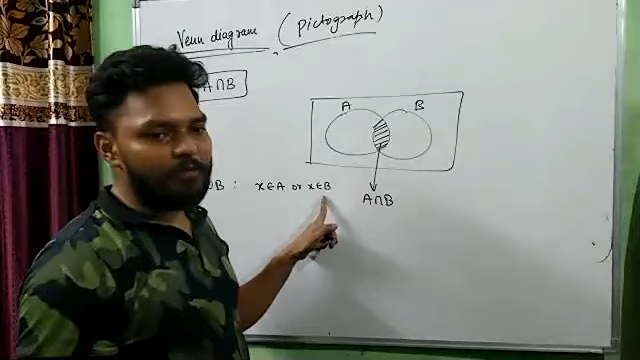 Venn diagram (Pictograph)
A∩B
A B
B : x∈A or x∈B
A∩B